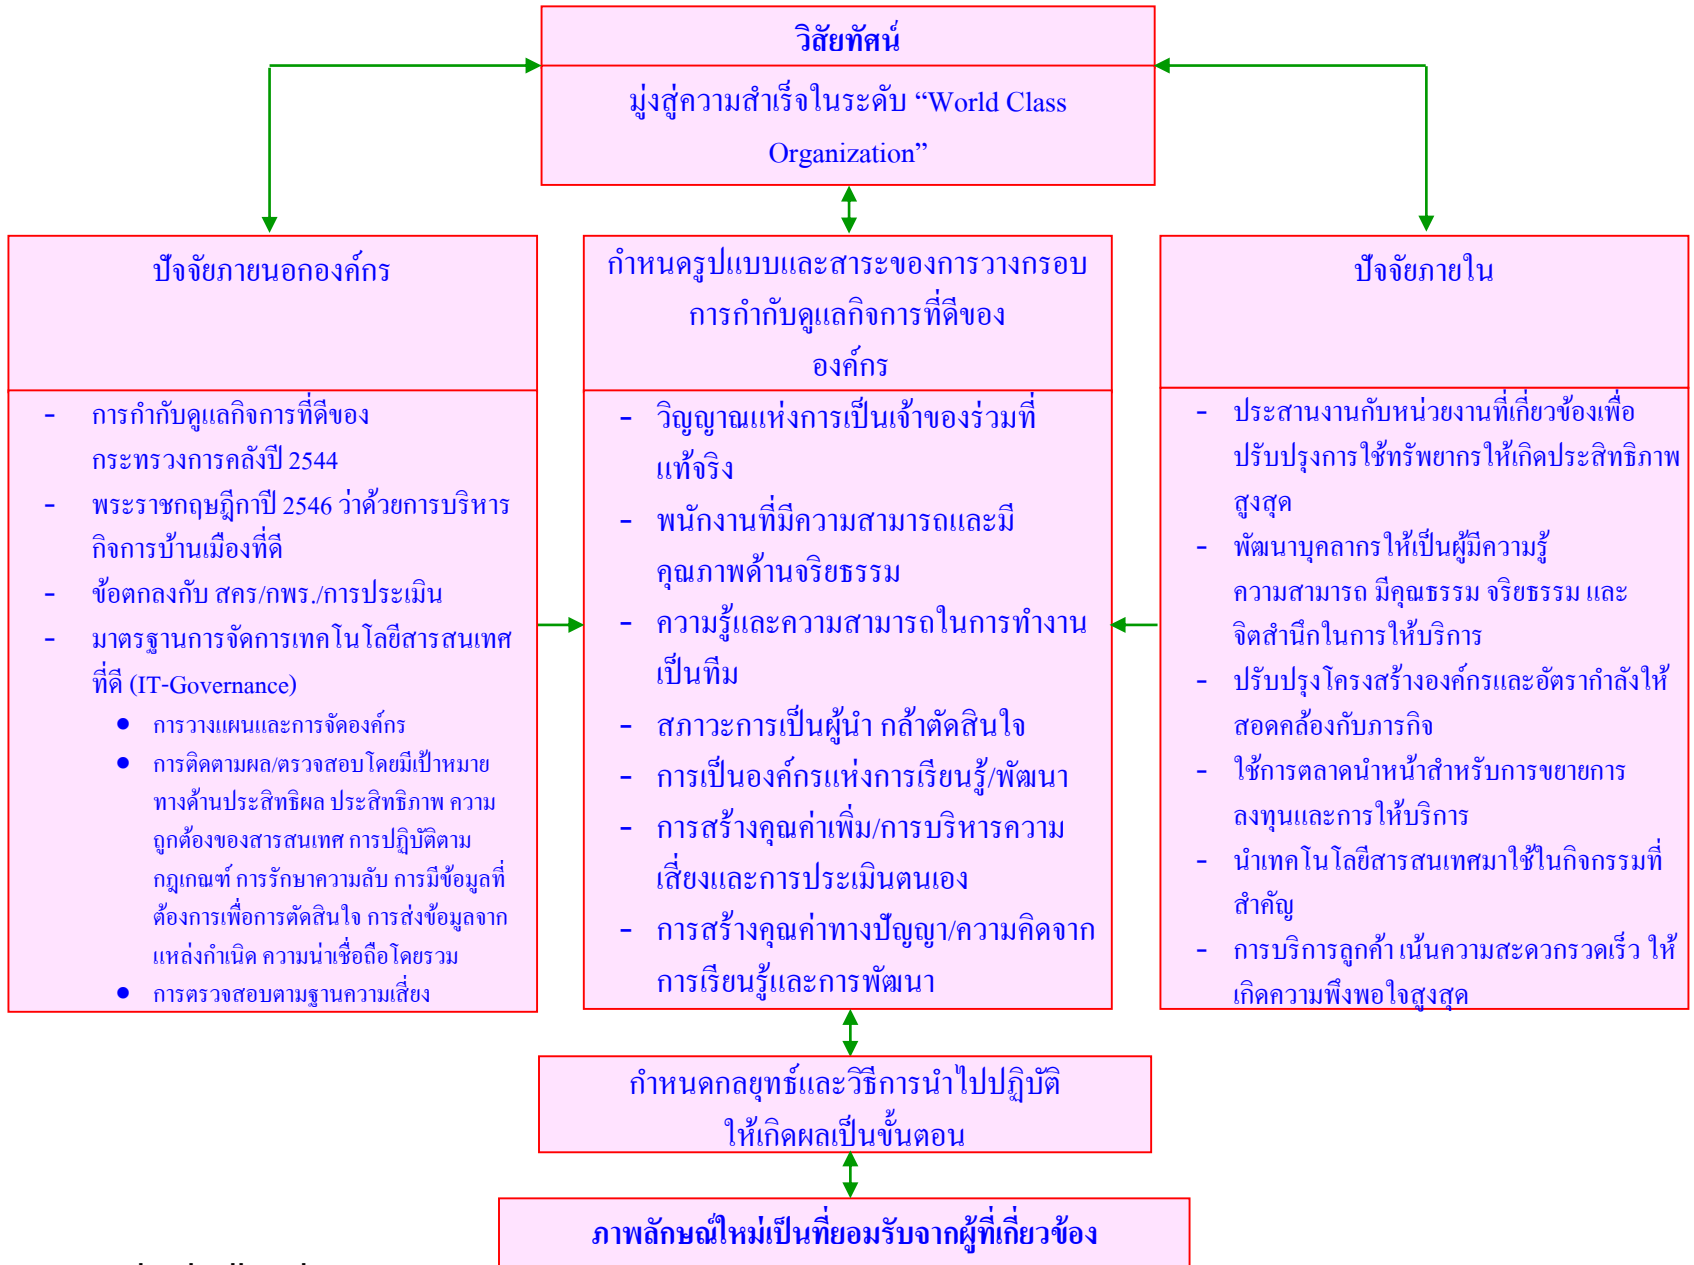 วิสัยทัศน์
มุ่งสู่ความสำเร็จในระดับ “World Class
Organization”
ปัจจัยภายนอกองค์กร
- การกำกับดูแลกิจการที่ดีของ
กระทรวงการคลังปี 2544
- พระราชกฤษฎีกาปี 2546 ว่าด้วยการบริหาร
กิจการบ้านเมืองที่ดี
- ข้อตกลงกับ สคร/กพร./การประเมิน
- มาตรฐานการจัดการเทคโนโลยีสารสนเทศ
ที่ดี (IT-Governance)
● การวางแผนและการจัดองค์กร
● การติดตามผล/ตรวจสอบโดยมีเป้าหมาย
ทางด้านประสิทธิผล ประสิทธิภาพ ความ
ถูกต้องของสารสนเทศ การปฏิบัติตาม
กฎเกณฑ์ การรักษาความลับ การมีข้อมูลที่
ต้องการเพื่อการตัดสินใจ การส่งข้อมูลจาก
แหล่งกำเนิด ความน่าเชื่อถือโดยรวม
● การตรวจสอบตามฐานความเสี่ยง
กำหนดรูปแบบและสาระของการวางกรอบ
การกำกับดูแลกิจการที่ดีของ
องค์กร
- วิญญาณแห่งการเป็นเจ้าของร่วมที่
แท้จริง
- พนักงานที่มีความสามารถและมี
คุณภาพด้านจริยธรรม
- ความรู้และความสามารถในการทำงาน
เป็นทีม
- สภาวะการเป็นผู้นำ กล้าตัดสินใจ
- การเป็นองค์กรแห่งการเรียนรู้/พัฒนา
- การสร้างคุณค่าเพิ่ม/การบริหารความ
เสี่ยงและการประเมินตนเอง
- การสร้างคุณค่าทางปัญญา/ความคิดจาก
การเรียนรู้และการพัฒนา
ปัจจัยภายใน
- ประสานงานกับหน่วยงานที่เกี่ยวข้องเพื่อ
ปรับปรุงการใช้ทรัพยากรให้เกิดประสิทธิภาพ
สูงสุด
- พัฒนาบุคลากรให้เป็นผู้มีความรู้
ความสามารถ มีคุณธรรม จริยธรรม และ
จิตสำนึกในการให้บริการ
- ปรับปรุงโครงสร้างองค์กรและอัตรากำลังให้
สอดคล้องกับภารกิจ
- ใช้การตลาดนำหน้าสำหรับการขยายการ
ลงทุนและการให้บริการ
- นำเทคโนโลยีสารสนเทศมาใช้ในกิจกรรมที่
สำคัญ
- การบริการลูกค้า เน้นความสะดวกรวดเร็ว ให้
เกิดความพึงพอใจสูงสุด
กำหนดกลยุทธ์และวิธีการนำไปปฏิบัติ
ให้เกิดผลเป็นขั้นตอน
ภาพลักษณ์ใหม่เป็นที่ยอมรับจากผู้ที่เกี่ยวข้อง